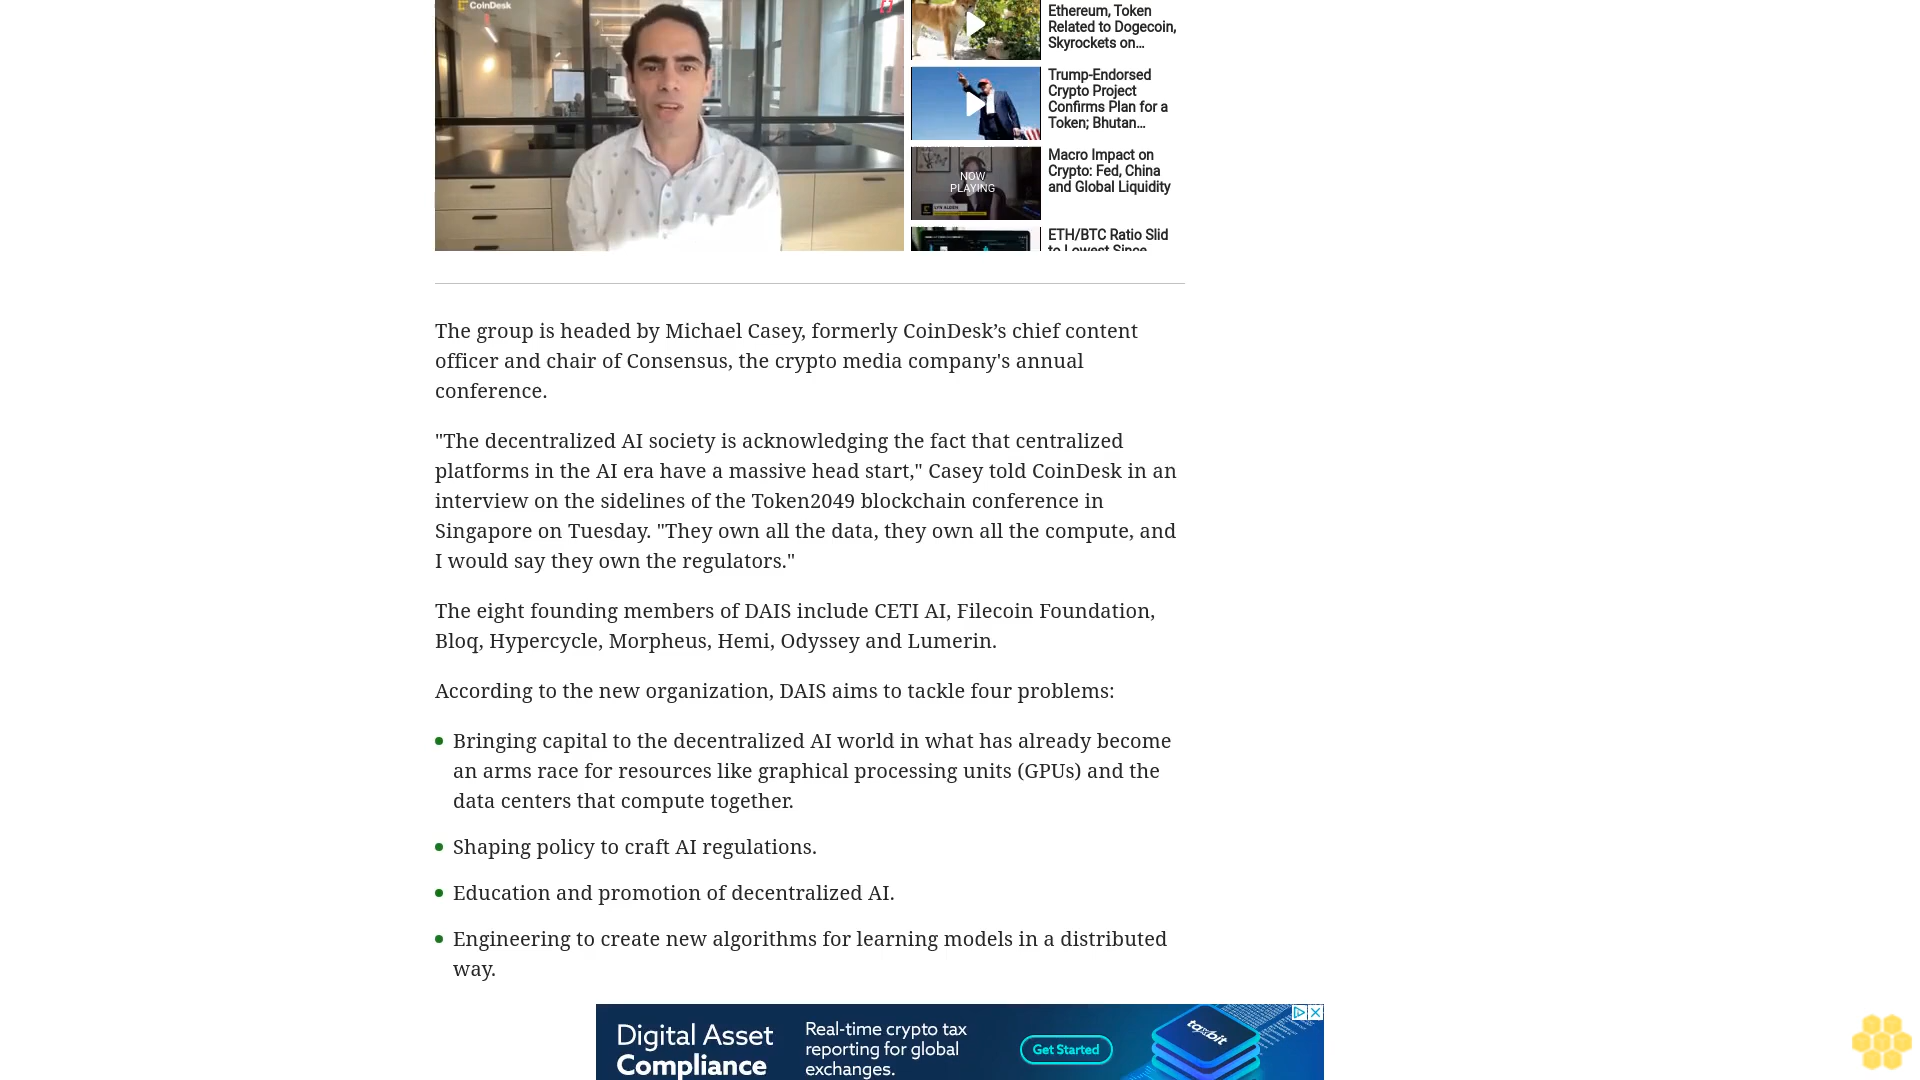 CoinDesk
Ethereum, Token
Related to Dogecoin,
Skyrockets on...
Trump-Endorsed
Crypto Project
Confirms Plan for a
Token; Bhutan...
NOW
PLAYING
LYN ALDEN
Macro Impact on
Crypto: Fed, China
and Global Liquidity
ETH/BTC Ratio Slid
to Lowest Since
The group is headed by Michael Casey, formerly CoinDesk’s chief content
officer and chair of Consensus, the crypto media company's annual
conference.
"The decentralized AI society is acknowledging the fact that centralized
platforms in the AI era have a massive head start," Casey told CoinDesk in an
interview on the sidelines of the Token2049 blockchain conference in
Singapore on Tuesday. "They own all the data, they own all the compute, and
I would say they own the regulators."
The eight founding members of DAIS include CETI AI, Filecoin Foundation,
Bloq, Hypercycle, Morpheus, Hemi, Odyssey and Lumerin.
According to the new organization, DAIS aims to tackle four problems:
Bringing capital to the decentralized AI world in what has already become
an arms race for resources like graphical processing units (GPUs) and the
data centers that compute together.
Shaping policy to craft AI regulations.
Education and promotion of decentralized AI.
Engineering to create new algorithms for learning models in a distributed
way.
Digital Asset
Compliance
Real-time crypto tax
reporting for global
exchanges.
Get Started
taxbit